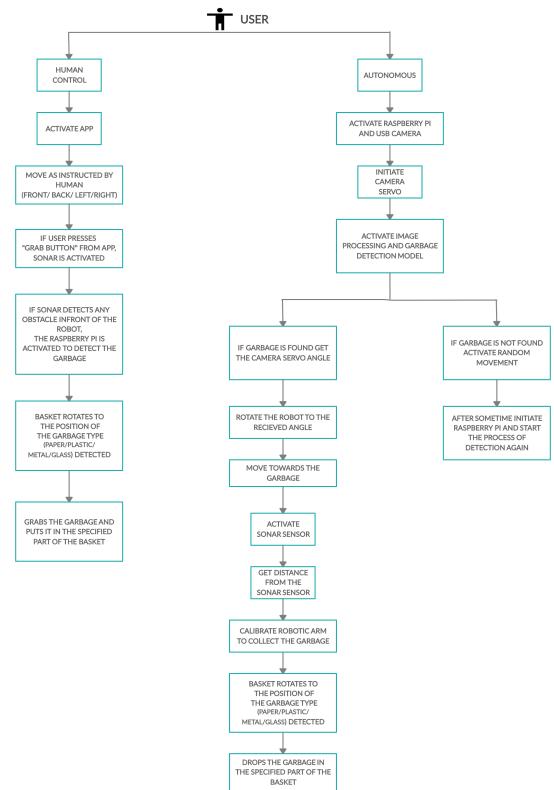 USER
HUMAN
CONTROL
ACTIVATE APP
MOVE AS INSTRUCTED BY
HUMAN
(FRONT/ BACK/ LEFT/RIGHT)
IF USER PRESSES
"GRAB BUTTON" FROM APP,
SONAR IS ACTIVATED
IF SONAR DETECTS ANY
OBSTACLE INFRONT OF THE
ROBOT,
THE RASPBERRY PI IS
ACTIVATED TO DETECT THE
GARBAGE
BASKET ROTATES TO
THE POSITION OF
THE GARBAGE TYPE
(PAPER/PLASTIC/
METAL/GLASS) DETECTED
GRABS THE GARBAGE AND
PUTS IT IN THE SPECIFIED
PART OF THE BASKET
AUTONOMOUS
ACTIVATE RASPBERRY PI
AND USB CAMERA
INITIATE
CAMERA
SERVO
ACTIVATE IMAGE
PROCESSING AND GARBAGE
DETECTION MODEL
IF GARBAGE IS FOUND GET
THE CAMERA SERVO ANGLE
ROTATE THE ROBOT TO THE
RECIEVED ANGLE
MOVE TOWARDS THE
GARBAGE
ACTIVATE
SONAR SENSOR
GET DISTANCE
FROM THE
SONAR SENSOR
CALIBRATE ROBOTIC ARM
TO COLLECT THE GARBAGE
BASKET ROTATES TO
THE POSITION OF
THE GARBAGE TYPE
(PAPER/PLASTIC/
METAL/GLASS) DETECTED
DROPS THE GARBAGE IN
THE SPECIFIED PART OF THE
BASKET
IF GARBAGE IS NOT FOUND
ACTIVATE RANDOM
MOVEMENT
AFTER SOMETIME INITIATE
RASPBERRY PI AND START
THE PROCESS OF
DETECTION AGAIN